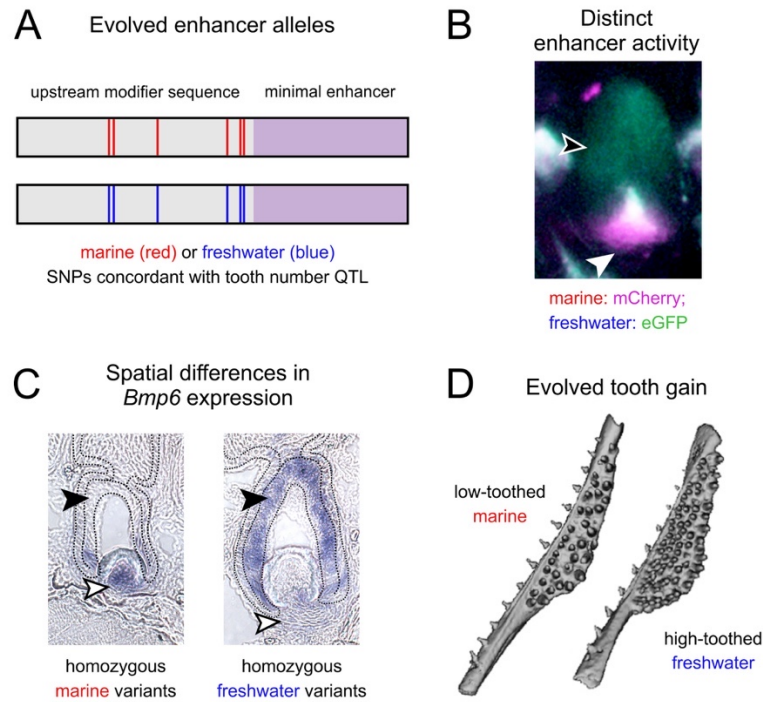 A
Evolved enhancer alleles
upstream modifier sequence
minimal enhancer
marine (red) or freshwater (blue)
SNPs concordant with tooth number QTL
B
Distinct
enhancer activity
marine: mCherry;
freshwater: eGFP
C
Spatial differences in
Bmp6 expression
homozygous
marine variants
homozygous
freshwater variants
D
Evolved tooth gain
low-toothed
marine
high-toothed
freshwater